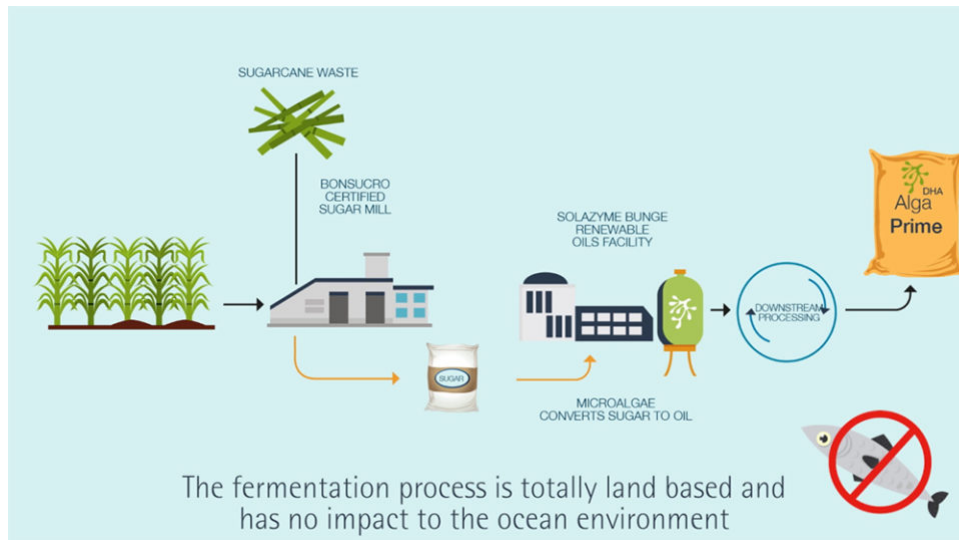 SUGARCANE WASTE
BONSUCRO
CERTIFIED
SUGAR MILL
SOLAZYME BUNGE
RENEWABLE
OILS FACILITY
DHA
Alga
Prime
DOWNSTREAM
PROCESSING
SUGAR
MICROALGAE
CONVERTS SUGAR TO OIL
The fermentation process is totally land based and
has no impact to the ocean environment